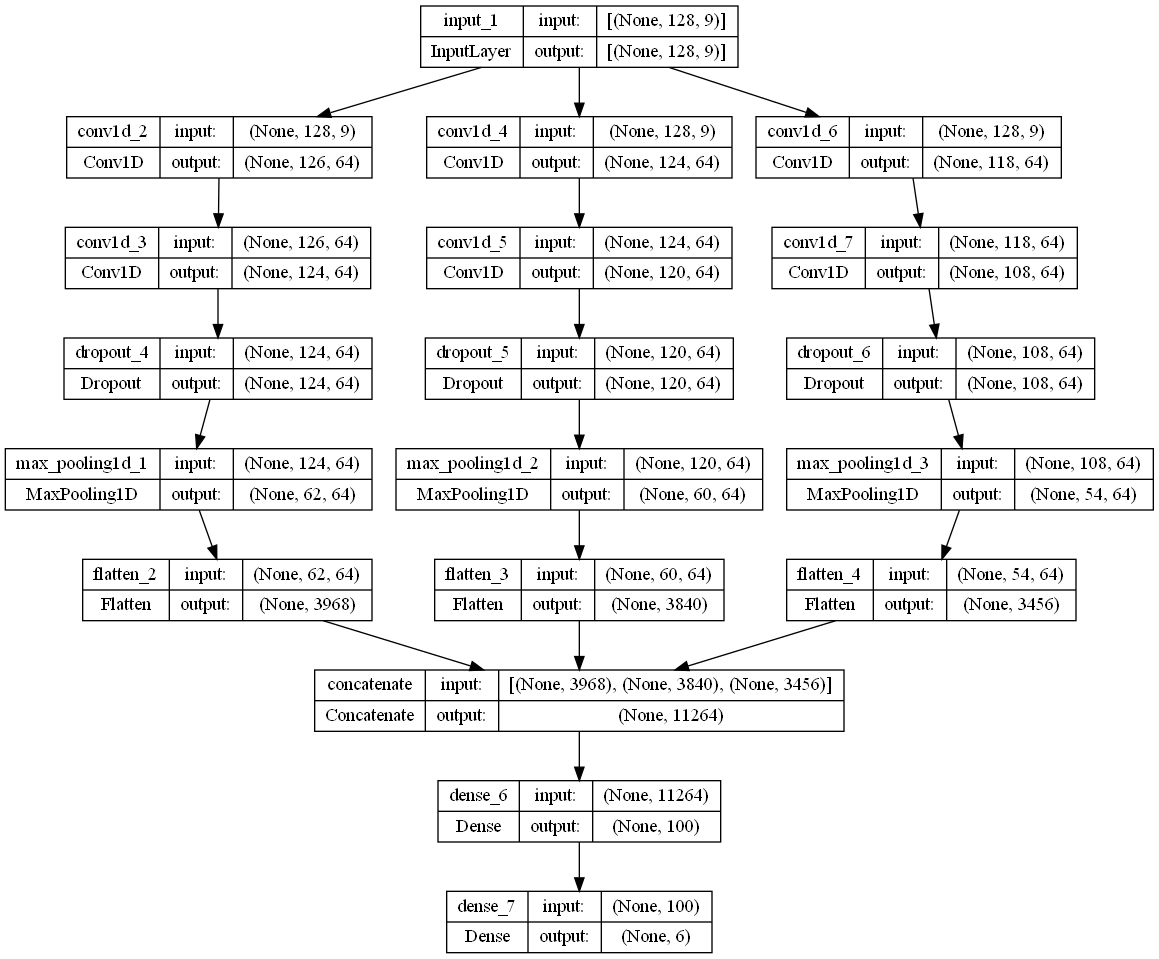 input_1 input: [(None, 128, 9)]
InputLayer output: [(None, 128, 9)]
conv1d_2 input: (None, 128, 9)
Conv1D output: (None, 126, 64)
conv1d_4 input: (None, 128, 9)
Conv1D output: (None, 124, 64)
conv1d_6 input: (None, 128, 9)
Conv1D output: (None, 118, 64)
conv1d_3 input: (None, 126, 64)
Conv1D output: (None, 124, 64)
conv1d_5 input: (None, 124, 64)
Conv1D output: (None, 120, 64)
conv1d_7 input: (None, 118, 64)
Conv1D output: (None, 108, 64)
dropout_4 input: (None, 124, 64)
Dropout output: (None, 124, 64)
dropout_5 input: (None, 120, 64)
Dropout output: (None, 120, 64)
dropout_6 input: (None, 108, 64)
Dropout output: (None, 108, 64)
max_pooling1d_1 input: (None, 124, 64)
MaxPooling1D output: (None, 62, 64)
max_pooling1d_2 input: (None, 120, 64)
MaxPooling1D output: (None, 60, 64)
max_pooling1d_3 input: (None, 108, 64)
MaxPooling1D output: (None, 54, 64)
flatten_2 input: (None, 62, 64)
Flatten output: (None, 3968)
flatten_3 input: (None, 60, 64)
Flatten output: (None, 3840)
flatten_4 input: (None, 54, 64)
Flatten output: (None, 3456)
concatenate input: [(None, 3968), (None, 3840), (None, 3456)]
Concatenate output: (None, 11264)
dense_6 input: (None, 11264)
Dense output: (None, 100)
dense_7 input: (None, 100)
Dense output: (None, 6)